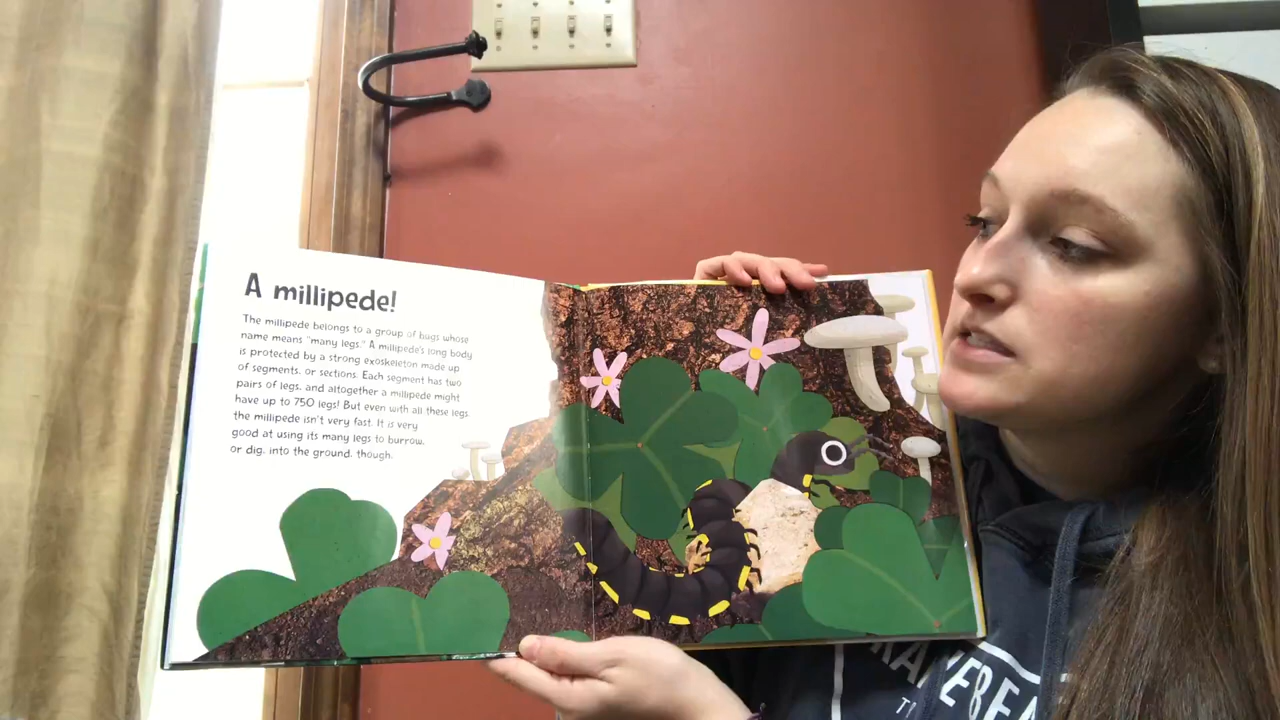 A millipede!
The millipede belongs to a group of bugs whose
name means "many legs." A millipede's long body
is protected by a strong exoskeleton made up
of segments, or sections. Each segment has two
pairs of legs, and altogether a millipede might
have up to 750 legs! But even with all these legs
the millipede isn't very fast. It is very
good at using its many legs to burrow,
or dig, into the ground, though.